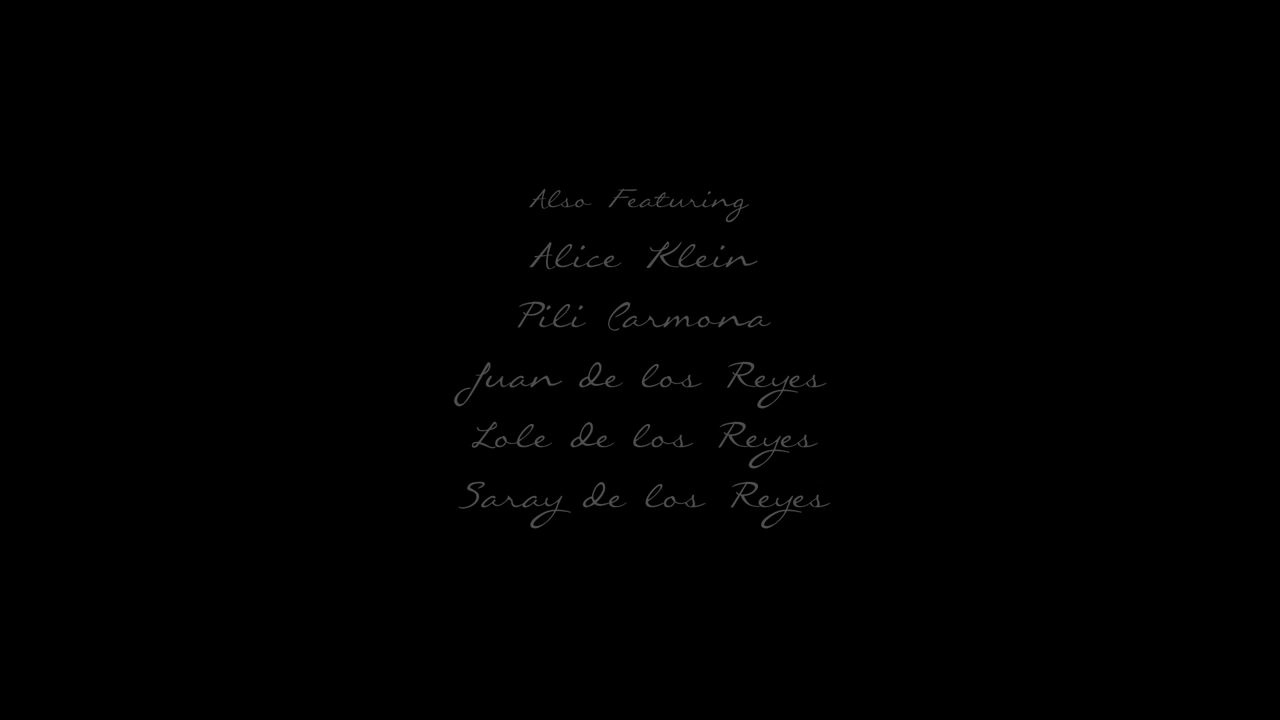 Also Featuring
Alice Klein
Pili Carmona
Juan de los Reyes
Lole de los Reyes
Saray de los Reyes